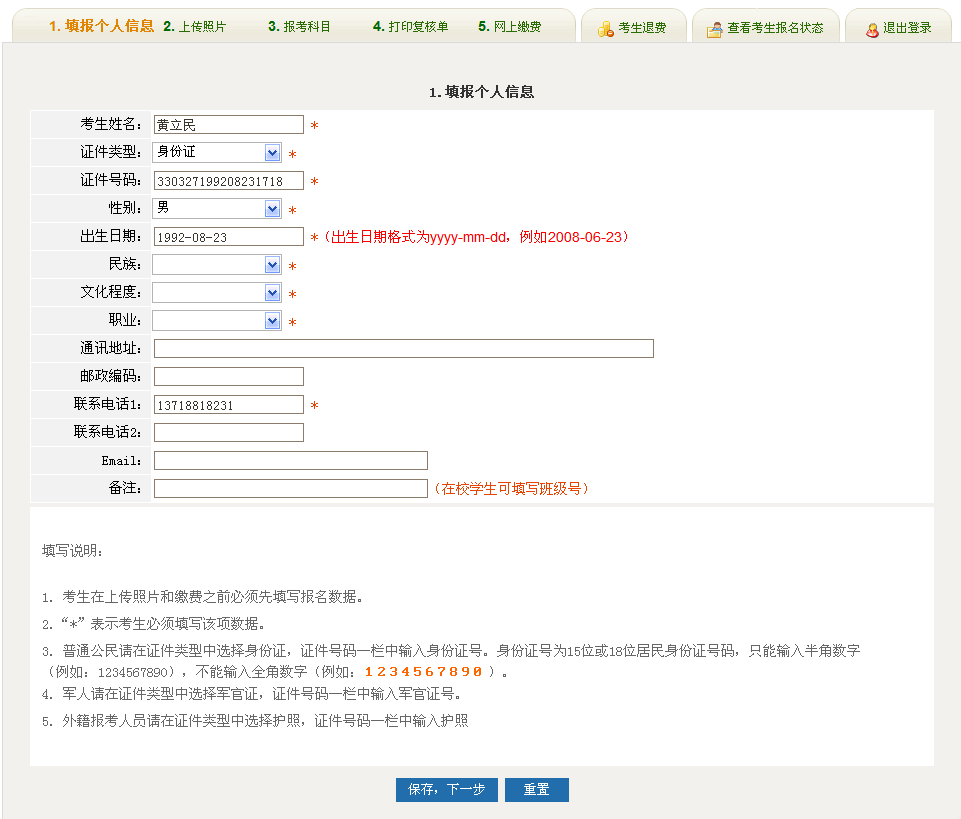 1. 填报个人信息 2. 上传照片 3. 报考科目 4. 打印复核单 5. 网上缴费 考生退费 查看考生报名状态 退出登录
1.填报个人信息
考生姓名： 黄立民 *
证件类型： 身份证 *
证件号码： 330327199208231718 *
性别： 男 *
出生日期： 1992-08-23 *（出生日期格式为yyyy-mm-dd，例如2008-06-23）
民族： *
文化程度： *
职业： *
通讯地址：
邮政编码：
联系电话1： 13718818231 *
联系电话2：
Email：
备注： （在校学生可填写班级号）
填写说明：
1. 考生在上传照片和缴费之前必须先填写报名数据。
2. “*”表示考生必须填写该项数据。
3. 普通公民请在证件类型中选择身份证，证件号码一栏中输入身份证号。身份证号为15位或18位居民身份证号码，只能输入半角数字
（例如：1234567890），不能输入全角数字（例如：１２３４５６７８９０）。
4. 军人请在证件类型中选择军官证，证件号码一栏中输入军官证号。
5. 外籍报考人员请在证件类型中选择护照，证件号码一栏中输入护照
保存，下一步 重置